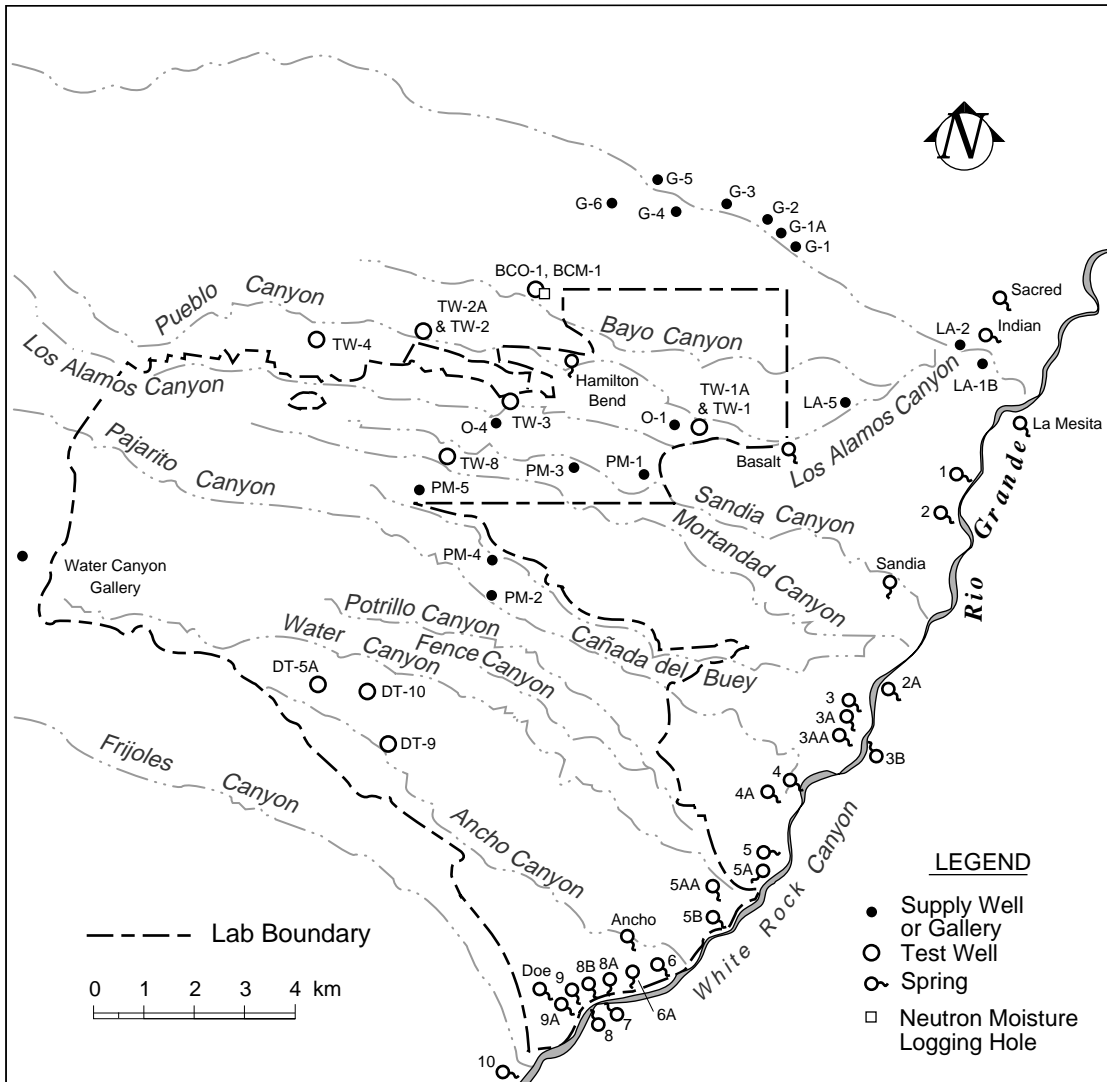 N
G-5
G-3
G-6
G-4
G-2
G-1A
G-1
BCO-1, BCM-1
Sacred
Pueblo Canyon
TW-2A
& TW-2
Indian
LA-2
Bayo Canyon
TW-4
Los Alamos Canyon
Hamilton
Bend
LA-1B
TW-1A
& TW-1
LA-5
Los Alamos Canyon
La Mesita
O-4
TW-3
O-1
Basalt
Pajarito Canyon
TW-8
PM-3
PM-1
1
PM-5
Sandia Canyon
2
Rio Grande
Mortandad Canyon
Water Canyon
Gallery
PM-4
Sandia
PM-2
Potrillo Canyon
Water Canyon
Fence Canyon
Cañada del Buey
DT-5A
DT-10
2A
3
3A
3AA
DT-9
3B
Frijoles Canyon
4
4A
Ancho Canyon
5
5A
5AA
5B
White Rock Canyon
LEGEND
Supply Well
or Gallery
Test Well
Spring
Neutron Moisture
Logging Hole
Ancho
Lab Boundary
Doe
9
8B
8A
6
6A
9A
7
8
10
0 1 2 3 4 km